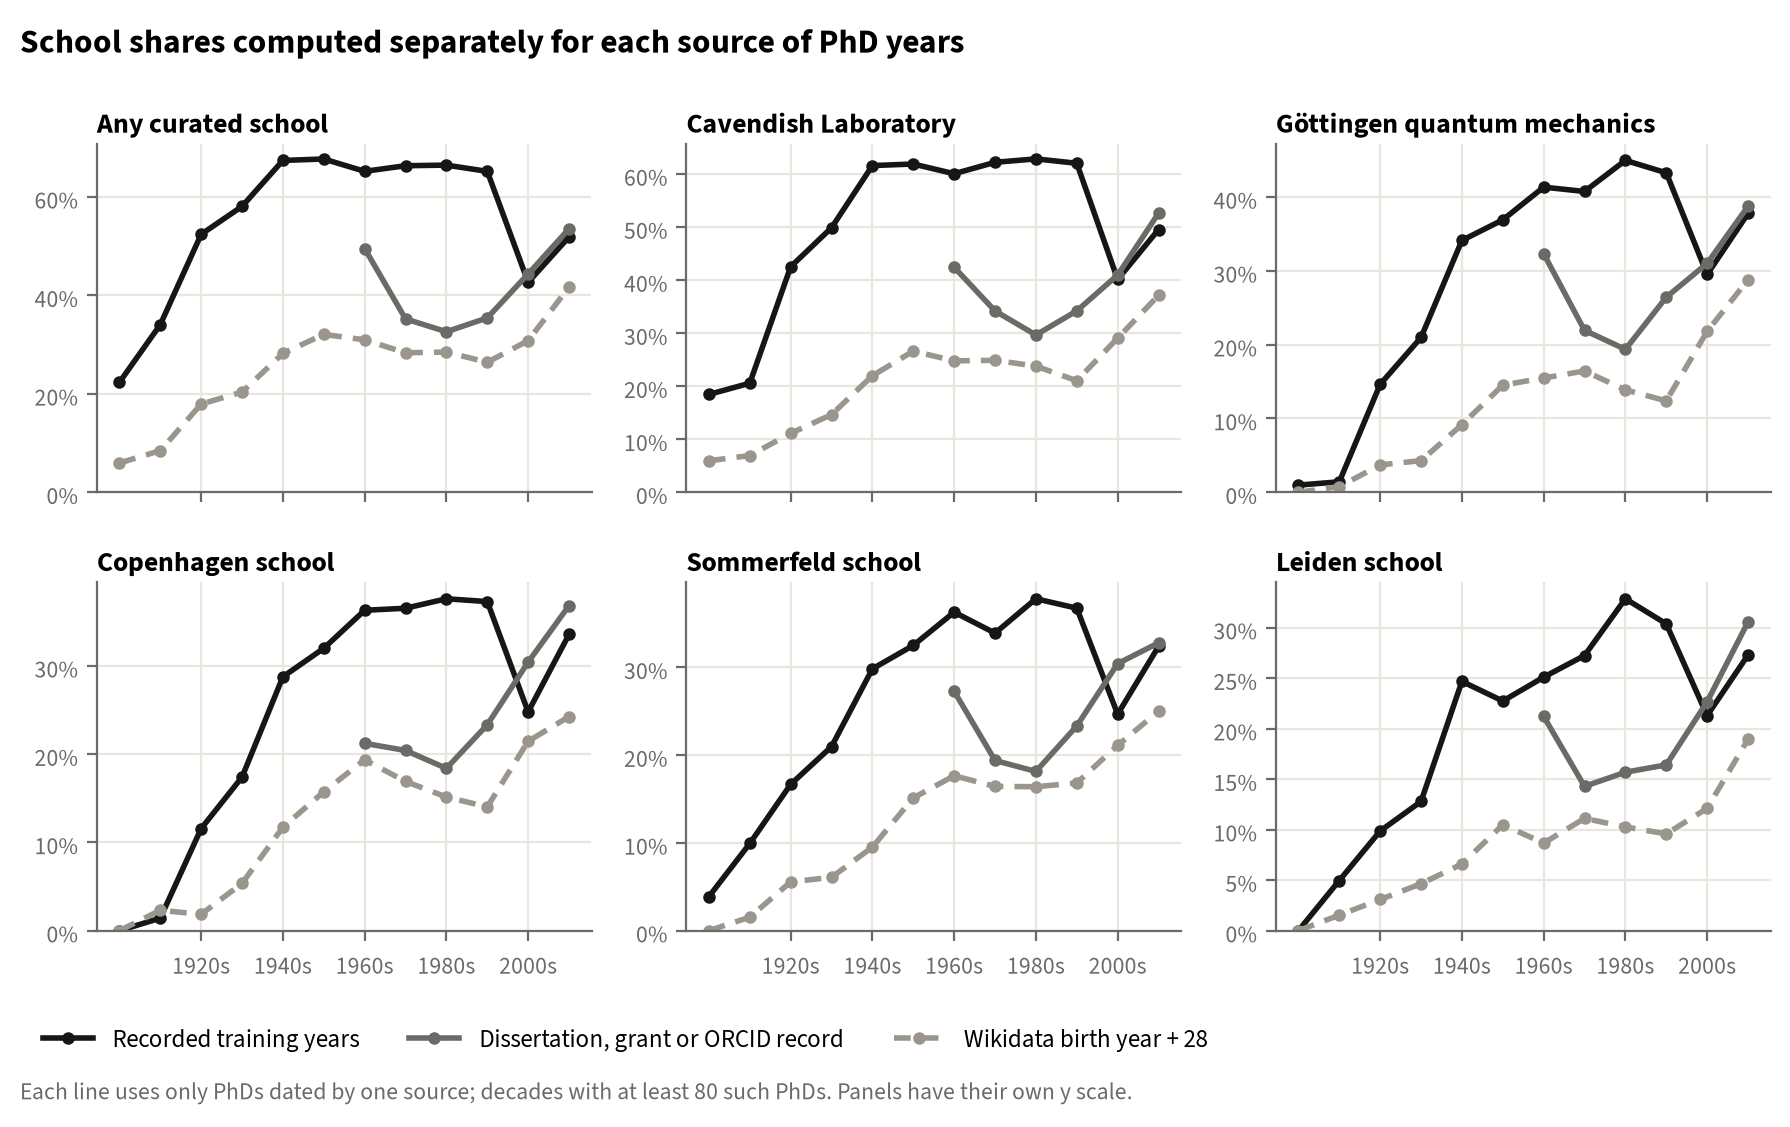 School shares computed separately for each source of PhD years
Any curated school
60%
40%
20%
0%
Cavendish Laboratory
60%
50%
40%
30%
20%
10%
0%
Göttingen quantum mechanics
40%
30%
20%
10%
0%
Copenhagen school
30%
20%
10%
0%
1920s 1940s 1960s 1980s 2000s
Sommerfeld school
30%
20%
10%
0%
1920s 1940s 1960s 1980s 2000s
Leiden school
30%
25%
20%
15%
10%
5%
0%
1920s 1940s 1960s 1980s 2000s
Recorded training years Dissertation, grant or ORCID record Wikidata birth year + 28
Each line uses only PhDs dated by one source; decades with at least 80 such PhDs. Panels have their own y scale.